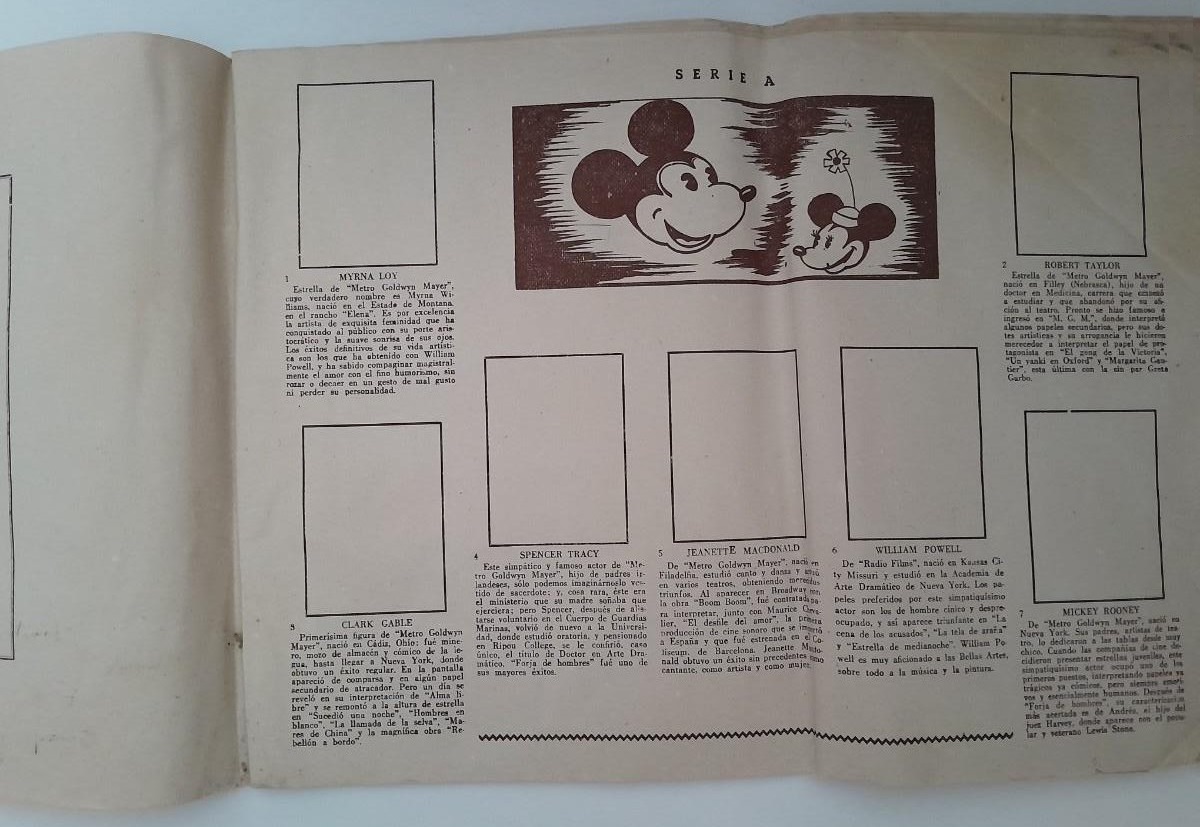 SERIE A
1
MYRNA LOY
Estrella de "Metro Goldwyn Mayer",
cuyo verdadero nombre es Myrna Wi-
lliams, nació en el Estado de Montana,
en el rancho "Elena". Es por excelencia
la artista de exquisita feminidad que ha
conquistado al público con su porte aris-
tocrático y la suave sonrisa de sus ojos.
Los éxitos definitivos de su vida artísti-
ca son los que ha obtenido con William
Powell, y ha sabido compaginar magistral-
mente el amor con el fino humorismo, sin
rozar o decaer en un gesto de mal gusto
ni perder su personalidad.
2
ROBERT TAYLOR
Estrella de "Metro Goldwyn Mayer",
nació en Filley (Nebrasca), hijo de un
doctor en Medicina, carrera que empezó
a estudiar y que abandonó por su afi-
ción al teatro. Pronto se hizo famoso e
ingresó en "M. G. M.", donde interpretó
algunos papeles secundarios, pero sus do-
tes artísticas y su arrogancia le hicieron
merecedor a interpretar el papel de pro-
tagonista en "El gong de la Victoria",
"Un yanki en Oxford" y "Margarita Gau-
tier", esta última con la sin par Greta
Garbo.
3
CLARK GABLE
Primerísima figura de "Metro Goldwyn
Mayer", nació en Cádiz, Ohio; fué mine-
ro, mozo de almacén y cómico de la le-
gua, hasta llegar a Nueva York, donde
obtuvo un éxito regular. En la pantalla
apareció de comparsa y en algún papel
secundario de atracador. Pero un día se
reveló en su interpretación de "Alma li-
bre" y se remontó a la altura de estrella
en "Sucedió una noche", "Hombres en
blanco", "La llamada de la selva", "Ma-
res de China" y la magnífica obra "Re-
belión a bordo".
4
SPENCER TRACY
Este simpático y famoso actor de "Me-
tro Goldwyn Mayer", hijo de padres ir-
landeses, sólo podemos imaginárnoslo ves-
tido de sacerdote; y, cosa rara, éste era
el ministerio que su madre soñaba que
ejerciera; pero Spencer, después de alis-
tarse voluntario en el Cuerpo de Guardias
Marinas, volvió de nuevo a la Universi-
dad, donde estudió oratoria, y pensionado
en Ripou College, se le confirió, caso
único, el título de Doctor en Arte Dra-
mático. "Forja de hombres" fué uno de
sus mayores éxitos.
5
JEANETTE MACDONALD
De "Metro Goldwyn Mayer", nació en
Filadelfia, estudió canto y danza y actuó
en varios teatros, obteniendo merecidos
triunfos. Al aparecer en Broadway con
la obra "Boom Boom", fué contratada pa-
ra interpretar, junto con Maurice Cheva-
lier, "El desfile del amor", la primera
producción de cine sonoro que se importó
a España y que fué estrenada en el Co-
liseum, de Barcelona. Jeanette Macdo-
nald obtuvo un éxito sin precedentes como
cantante, como artista y como mujer.
6
WILLIAM POWELL
De "Radio Films", nació en Kansas Ci-
ty Missuri y estudió en la Academia de
Arte Dramático de Nueva York. Los pa-
peles preferidos por este simpatiquísimo
actor son los de hombre cínico y despre-
ocupado, y así aparece triunfante en "La
cena de los acusados", "La tela de araña"
y "Estrella de medianoche". William Po-
well es muy aficionado a las Bellas Artes,
sobre todo a la música y la pintura.
7
MICKEY ROONEY
De "Metro Goldwyn Mayer", nació en
Nueva York. Sus padres, artistas de tea-
tro, lo dedicaron a las tablas desde muy
chico. Cuando las compañías de cine de-
cidieron presentar estrellas juveniles, este
simpatiquísimo actor ocupó uno de los
primeros puestos, interpretando papeles ya
trágicos ya cómicos, pero siempre emoti-
vos y esencialmente humanos. Después de
"Forja de hombres", su caracterización
más acertada es de Andrés, el hijo del
juez Harvey, donde aparece con el popu-
lar y veterano Lewis Stone.